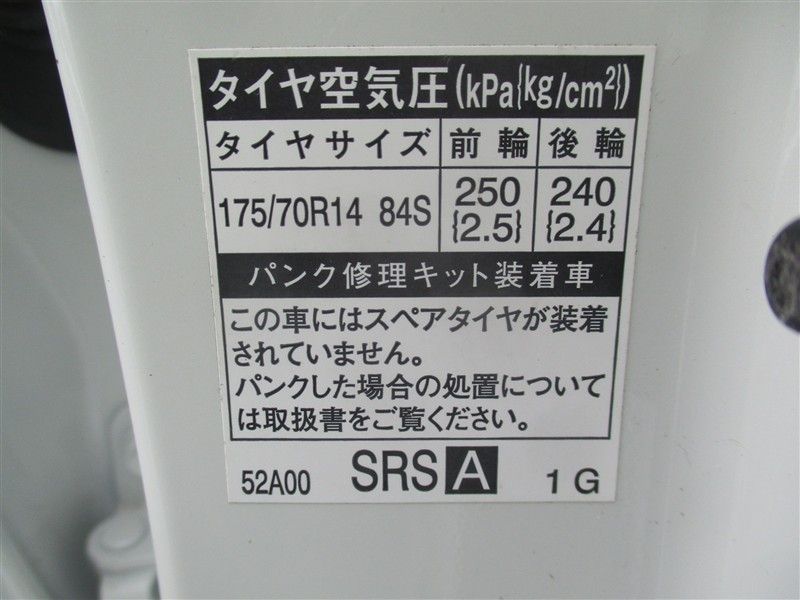 タイヤ空気圧(kPa{kg/cm²})
タイヤサイズ 前輪 後輪
175/70R14 84S 250 {2.5} 240 {2.4}
パンク修理キット装着車
この車にはスペアタイヤが装着
されていません。
パンクした場合の処置について
は取扱書をご覧ください。
52A00 SRS A 1G